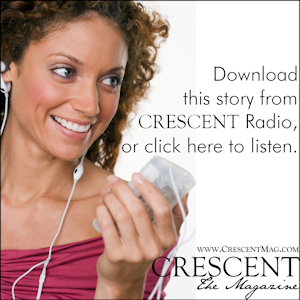 Download
this story from
CRESCENT Radio,
or click here to listen.
WWW.CRESCENTMAG.COM
CRESCENT
The Magazine